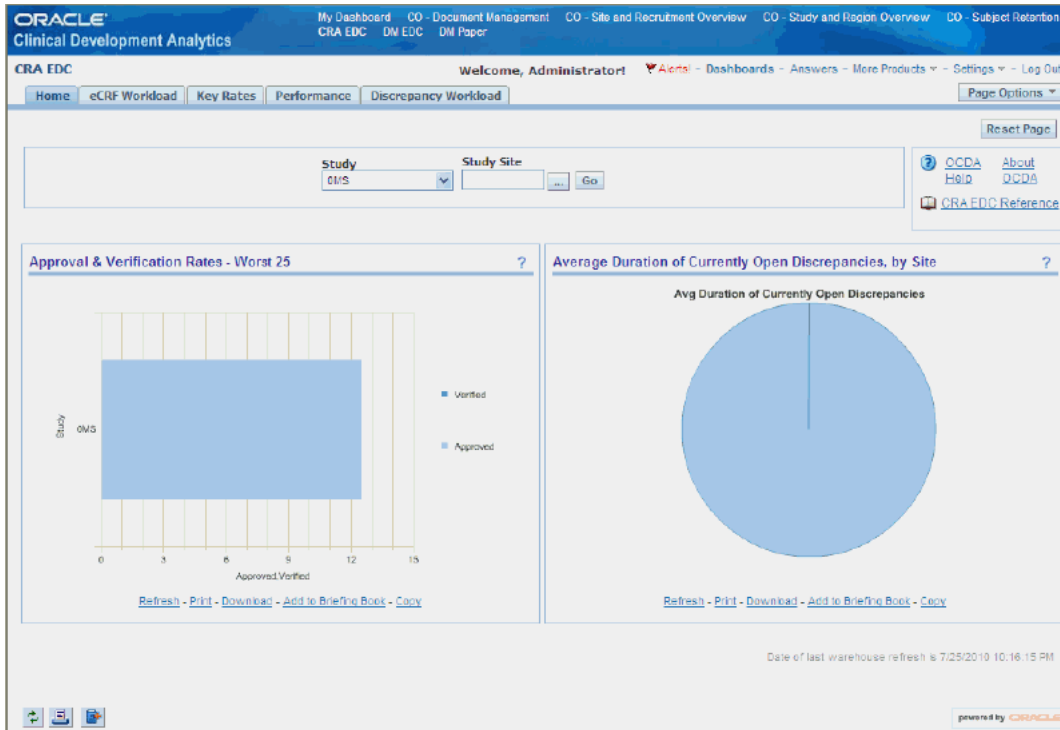 ORACLE
My Dashboard CO - Document Management CO - Site and Recruitment Overview CO - Study and Region Overview CO - Subject Retention
Clinical Development Analytics
CRA EDC DM EDC DM Paper
CRA EDC
Welcome, Administrator! Alerts! - Dashboards - Answers - More Products - Settings - Log Out
Home eCRF Workload Key Rates Performance Discrepancy Workload
Page Options
Reset Page
Study Study Site
0MS ... Go
? OCDA Help About OCDA
CRA EDC Reference
Approval & Verification Rates - Worst 25 ?
Verified
Approved
Study
0MS
0 3 6 9 12 15
Approved,Verified
Refresh - Print - Download - Add to Briefing Book - Copy
Average Duration of Currently Open Discrepancies, by Site ?
Avg Duration of Currently Open Discrepancies
Refresh - Print - Download - Add to Briefing Book - Copy
Date of last warehouse refresh is 7/25/2010 10:16:15 PM
powered by ORACLE